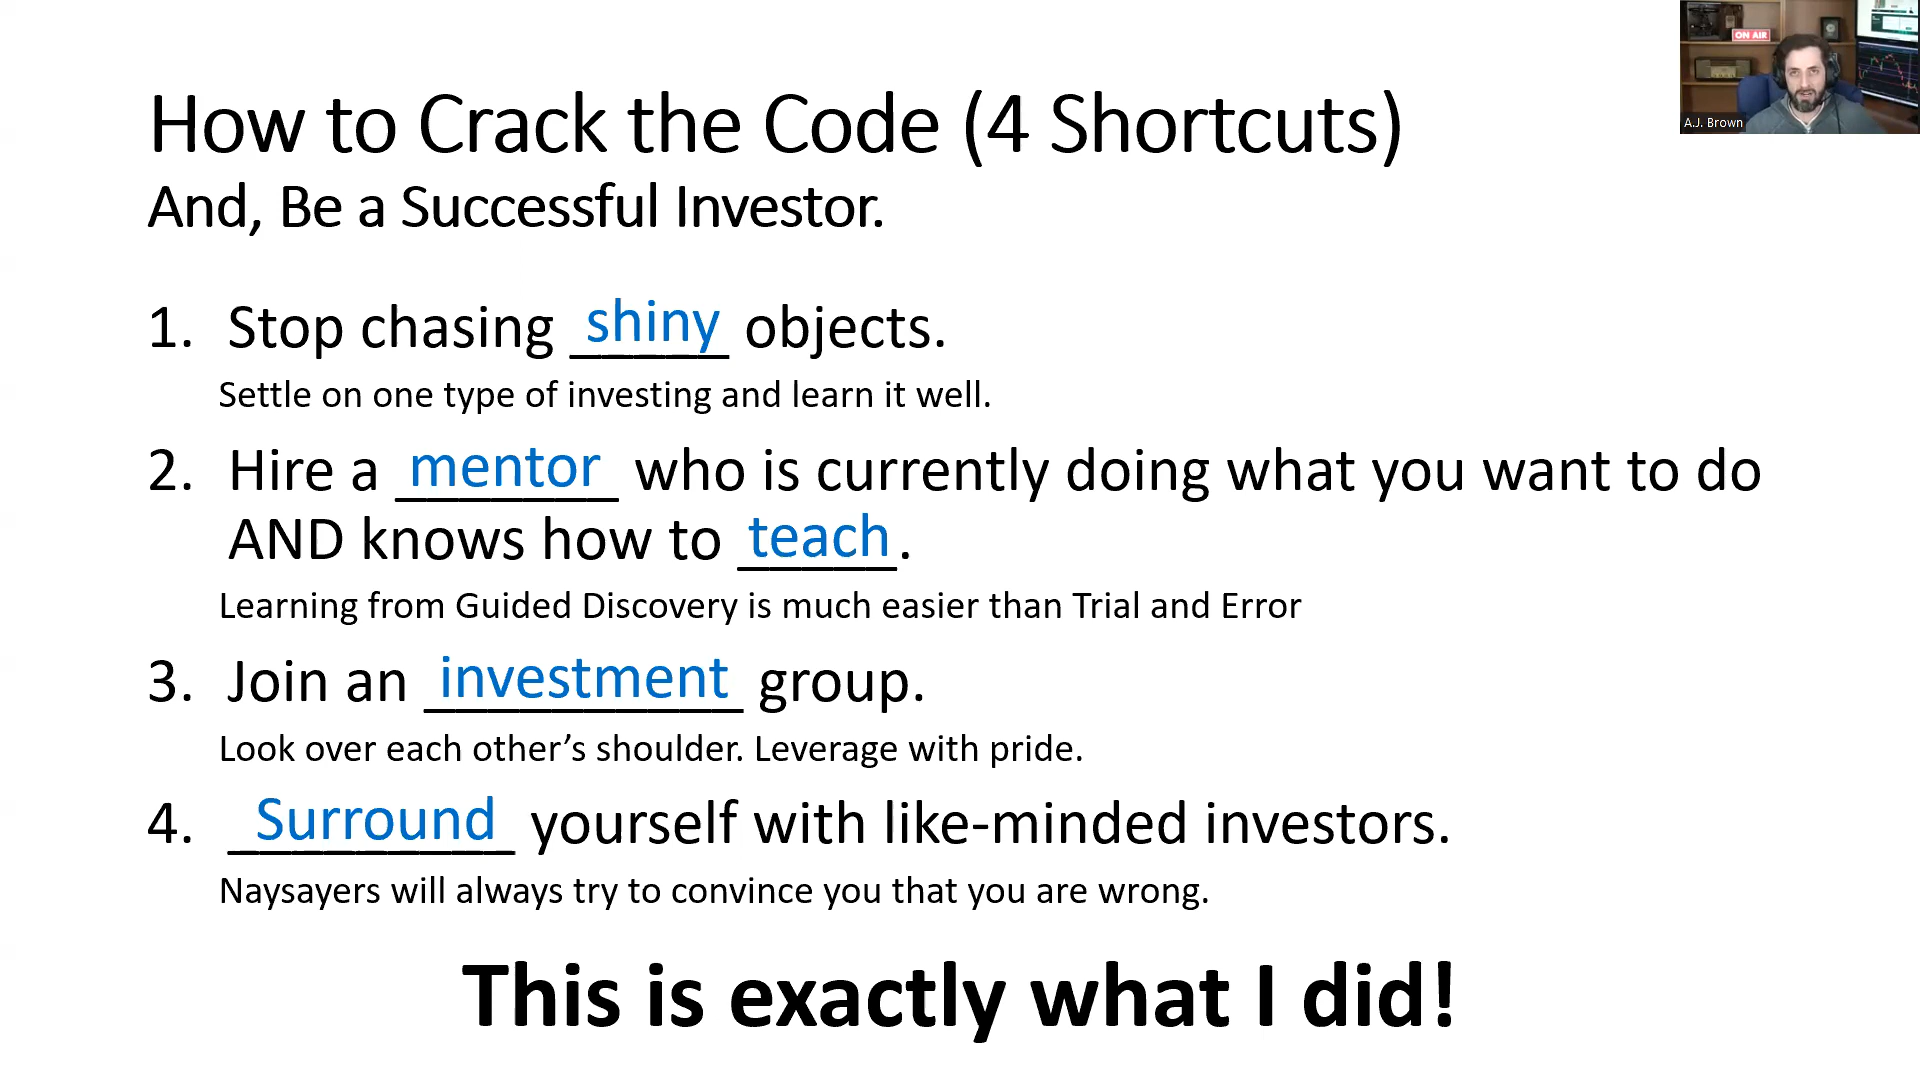 How to Crack the Code (4 Shortcuts)
And, Be a Successful Investor.
ON AIR
A.J. Brown
1. Stop chasing shiny objects.
Settle on one type of investing and learn it well.
2. Hire a mentor who is currently doing what you want to do
AND knows how to teach.
Learning from Guided Discovery is much easier than Trial and Error
3. Join an investment group.
Look over each other’s shoulder. Leverage with pride.
4. Surround yourself with like-minded investors.
Naysayers will always try to convince you that you are wrong.
This is exactly what I did!